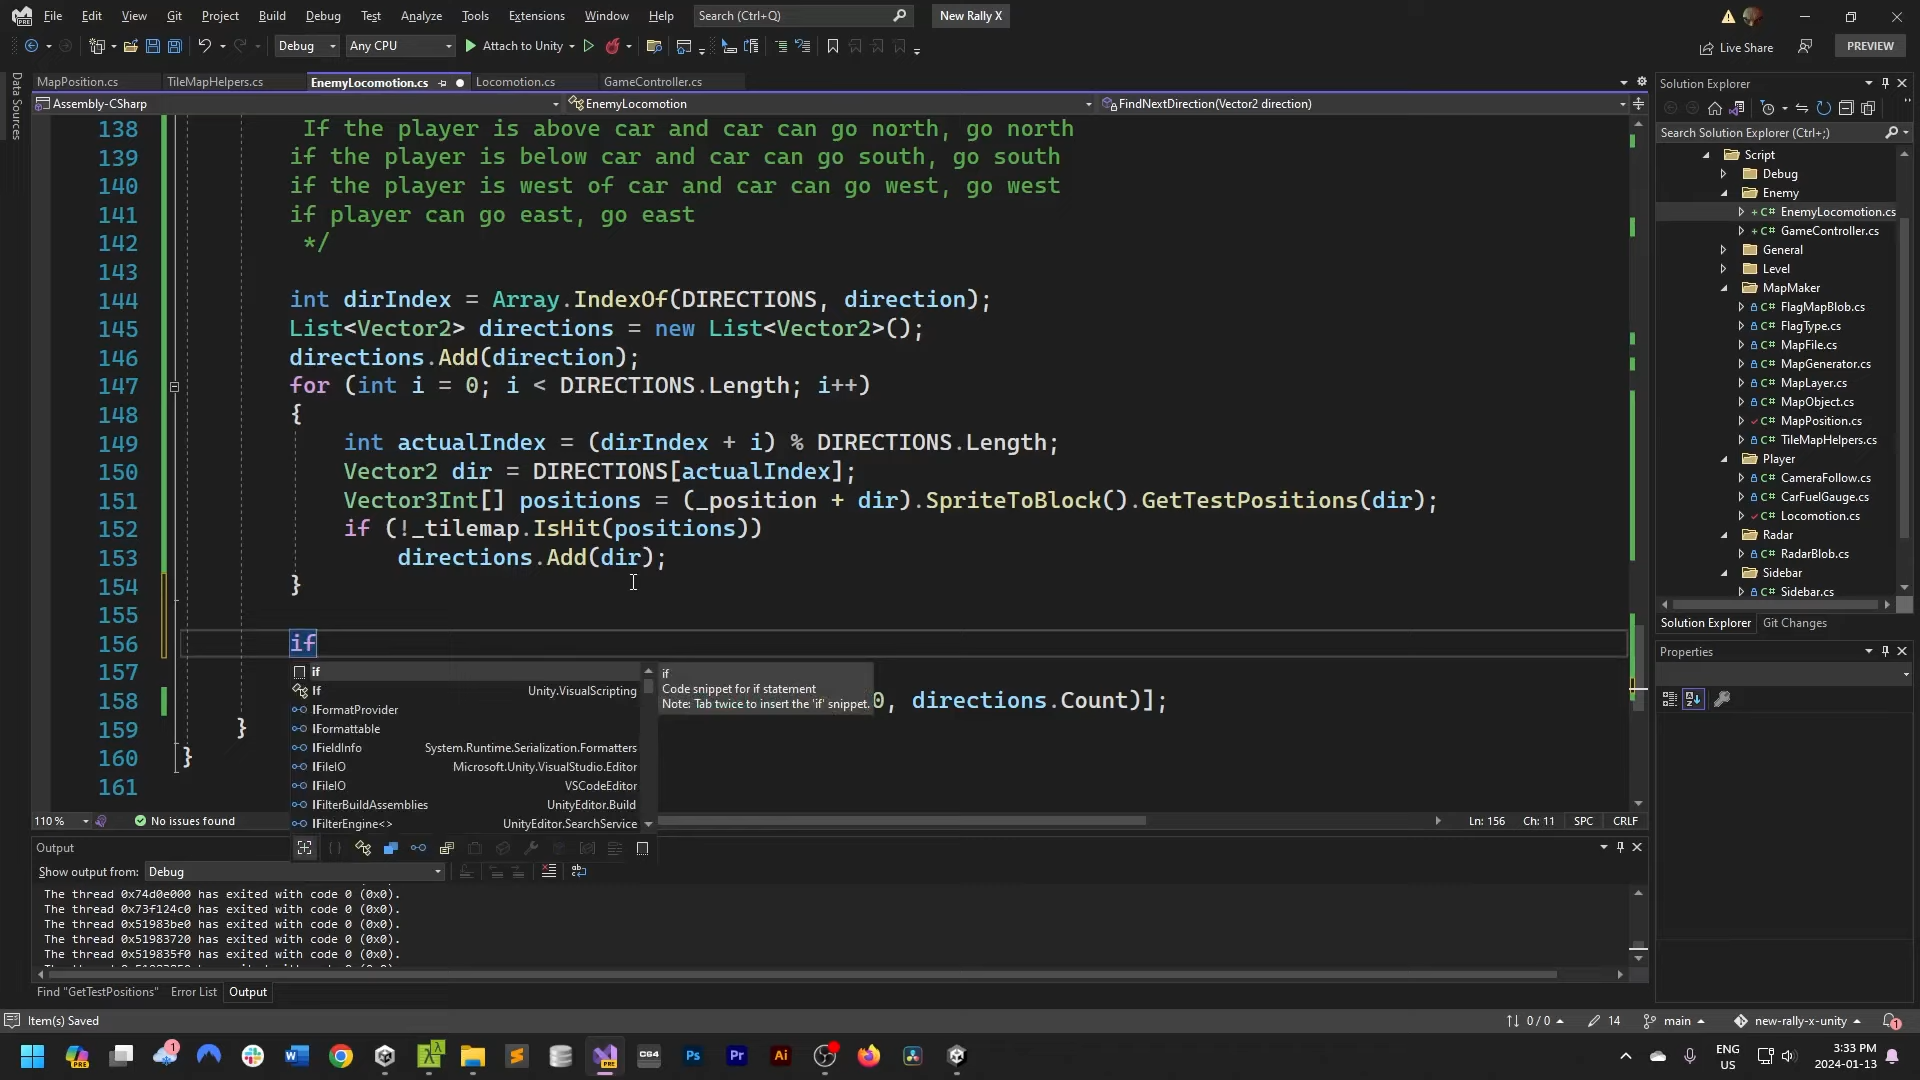 File Edit View Git Project Build Debug Test Analyze Tools Extensions Window Help Search (Ctrl+Q) New Rally X
Debug Any CPU Attach to Unity Live Share PREVIEW
Data Sources
MapPosition.cs TileMapHelpers.cs EnemyLocomotion.cs Locomotion.cs GameController.cs
Assembly-CSharp EnemyLocomotion FindNextDirection(Vector2 direction)
138 If the player is above car and car can go north, go north
139 if the player is below car and car can go south, go south
140 if the player is west of car and car can go west, go west
141 if player can go east, go east
142 */
143
144 int dirIndex = Array.IndexOf(DIRECTIONS, direction);
145 List<Vector2> directions = new List<Vector2>();
146 directions.Add(direction);
147 for (int i = 0; i < DIRECTIONS.Length; i++)
148 {
149 int actualIndex = (dirIndex + i) % DIRECTIONS.Length;
150 Vector2 dir = DIRECTIONS[actualIndex];
151 Vector3Int[] positions = (_position + dir).SpriteToBlock().GetTestPositions(dir);
152 if (!_tilemap.IsHit(positions))
153 directions.Add(dir);
154 }
155
156 if
157
158 0, directions.Count)];
159 }
160 }
161
if
If Unity.VisualScripting
IFormatProvider
IFormattable
IFieldInfo System.Runtime.Serialization.Formatters
IFileIO Microsoft.Unity.VisualStudio.Editor
IFileIO VSCodeEditor
IFilterBuildAssemblies UnityEditor.Build
IFilterEngine<> UnityEditor.SearchService
if
Code snippet for if statement
Note: Tab twice to insert the 'if' snippet.
110 % No issues found Ln: 156 Ch: 11 SPC CRLF
Output
Show output from: Debug
The thread 0x74d0e000 has exited with code 0 (0x0).
The thread 0x73f124c0 has exited with code 0 (0x0).
The thread 0x51983be0 has exited with code 0 (0x0).
The thread 0x51983720 has exited with code 0 (0x0).
The thread 0x519835f0 has exited with code 0 (0x0).
Find "GetTestPositions" Error List Output
Solution Explorer
Search Solution Explorer (Ctrl+;)
Script
Debug
Enemy
C# EnemyLocomotion.cs
C# GameController.cs
General
Level
MapMaker
C# FlagMapBlob.cs
C# FlagType.cs
C# MapFile.cs
C# MapGenerator.cs
C# MapLayer.cs
C# MapObject.cs
C# MapPosition.cs
C# TileMapHelpers.cs
Player
C# CameraFollow.cs
C# CarFuelGauge.cs
C# Locomotion.cs
Radar
C# RadarBlob.cs
Sidebar
C# Sidebar.cs
Solution Explorer Git Changes
Properties
Item(s) Saved 0 / 0 14 main new-rally-x-unity 1
1 CG4 Ps Pr Ai
ENG
US
3:33 PM
2024-01-13